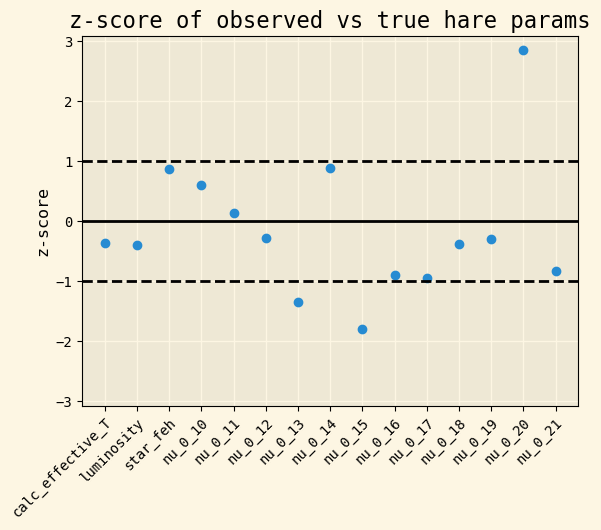 z-score of observed vs true hare params
z-score
3
2
1
0
−1
−2
−3
calc_effective_T
luminosity
star_feh
nu_0_10
nu_0_11
nu_0_12
nu_0_13
nu_0_14
nu_0_15
nu_0_16
nu_0_17
nu_0_18
nu_0_19
nu_0_20
nu_0_21